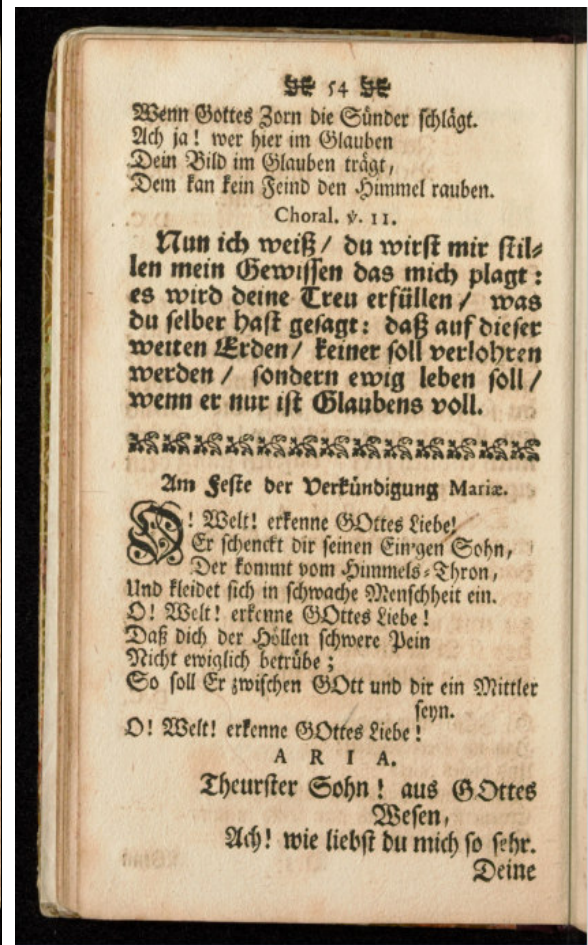 54
Wenn Gottes Zorn die Sünder schlägt.
Ach ja! wer hier im Glauben
Dein Bild im Glauben trägt,
Dem kan kein Feind den Himmel rauben.
Choral. v. 11.
Nun ich weiß / du wirst mir stil⸗
len mein Gewissen das mich plagt:
es wird deine Treu erfüllen / was
du selber hast gesagt: daß auf dieser
weiten Erden / keiner soll verlohren
werden / sondern ewig leben soll /
wenn er nur ist Glaubens voll.
Am Feste der Verkündigung Mariæ.
O! Welt! erkenne GOttes Liebe!
Er schenckt dir seinen Ein'gen Sohn,
Der kommt vom Himmels⸗Thron,
Und kleidet sich in schwache Menschheit ein.
O! Welt! erkenne GOttes Liebe!
Daß dich der Höllen schwere Pein
Nicht ewiglich betrübe;
So soll Er zwischen GOtt und dir ein Mittler
seyn.
O! Welt! erkenne GOttes Liebe!
ARIA.
Theurster Sohn! aus GOttes
Wesen,
Ach! wie liebst du mich so sehr.
Deine